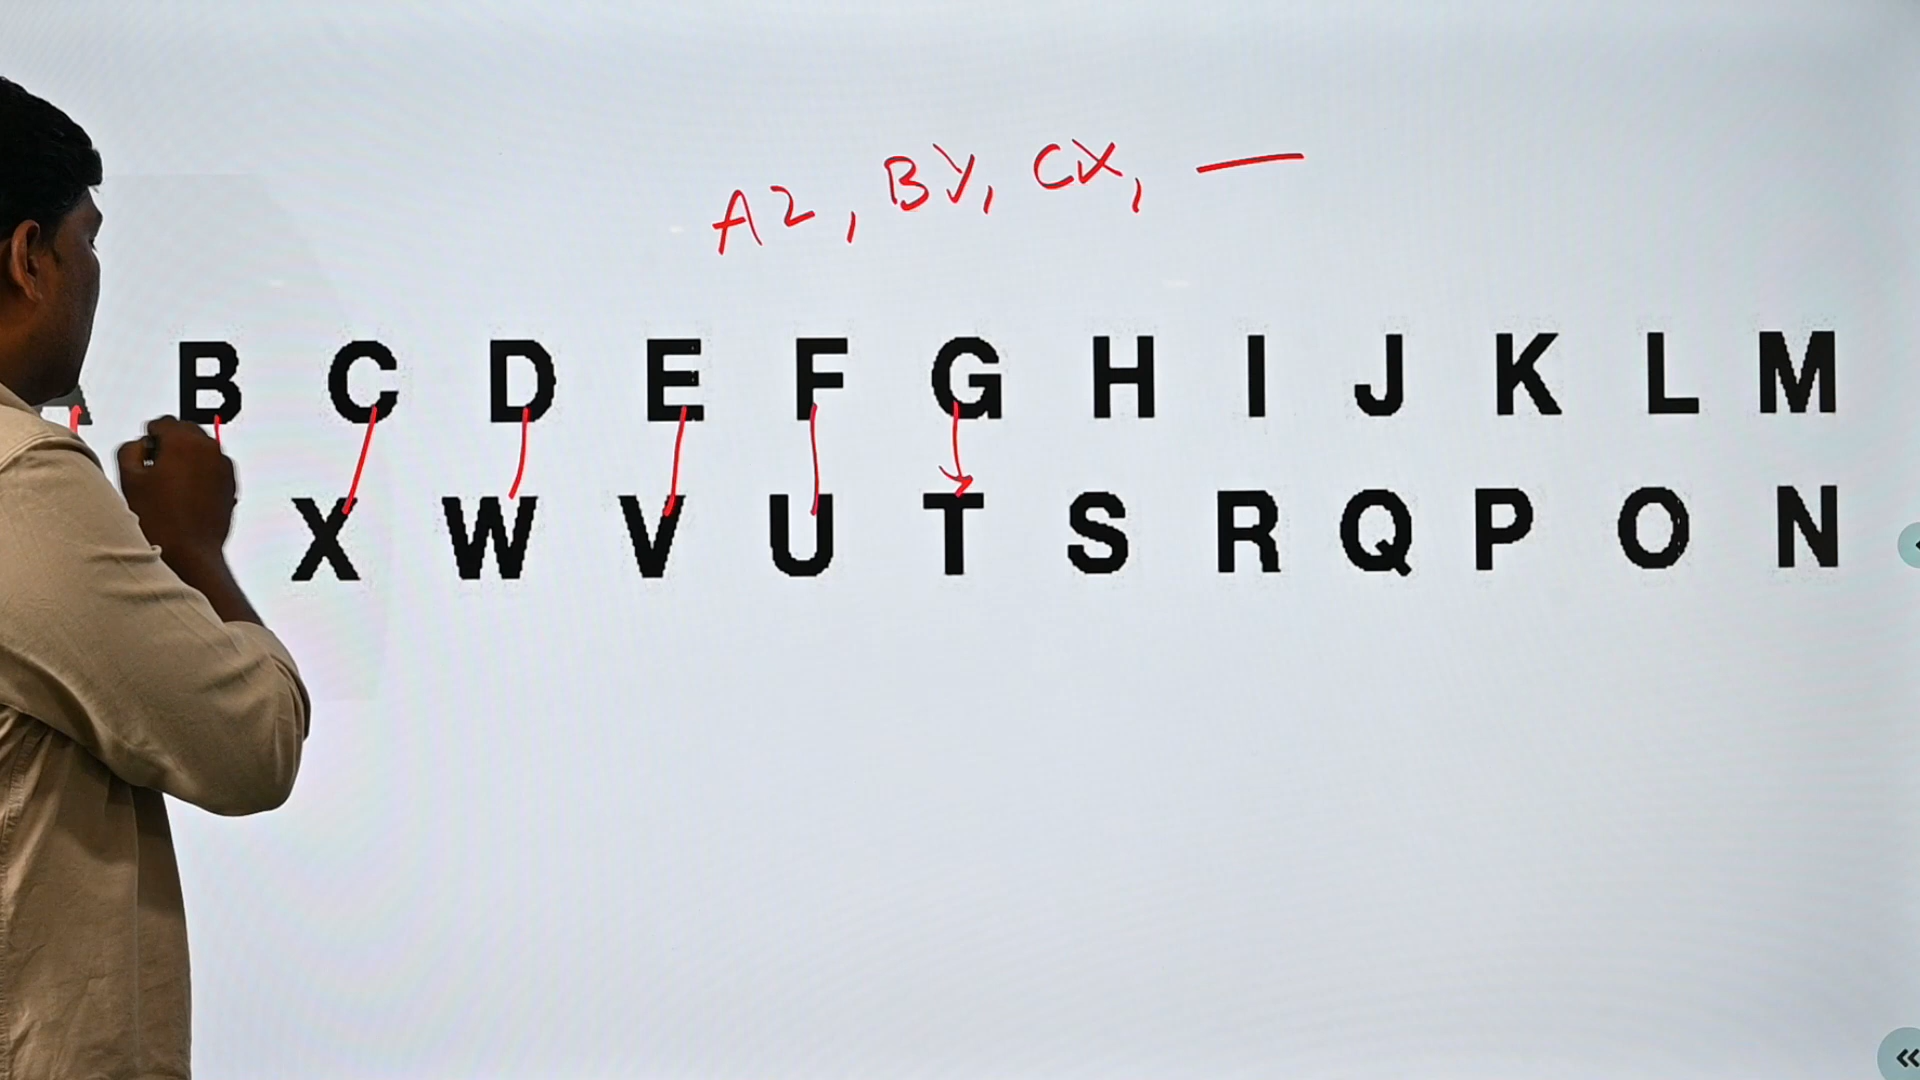 AZ, BY, CX, —
A B C D E F G H I J K L M
X W V U T S R Q P O N